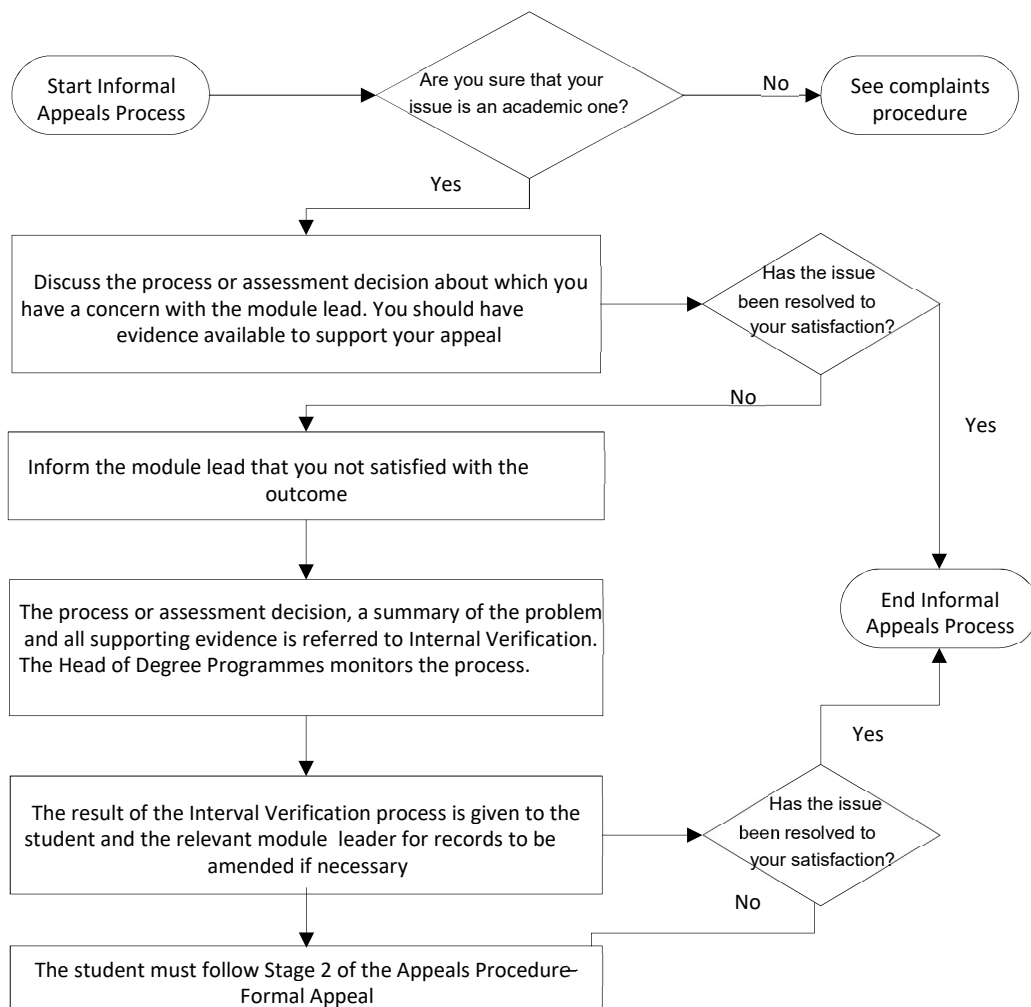 Start Informal
Appeals Process
Are you sure that your
issue is an academic one?
No
See complaints
procedure
Yes
Discuss the process or assessment decision about which you
have a concern with the module lead. You should have
evidence available to support your appeal
Has the issue
been resolved to
your satisfaction?
No
Yes
Inform the module lead that you not satisfied with the
outcome
The process or assessment decision, a summary of the problem
and all supporting evidence is referred to Internal Verification.
The Head of Degree Programmes monitors the process.
End Informal
Appeals Process
Yes
The result of the Interval Verification process is given to the
student and the relevant module leader for records to be
amended if necessary
Has the issue
been resolved to
your satisfaction?
No
The student must follow Stage 2 of the Appeals Procedure–
Formal Appeal